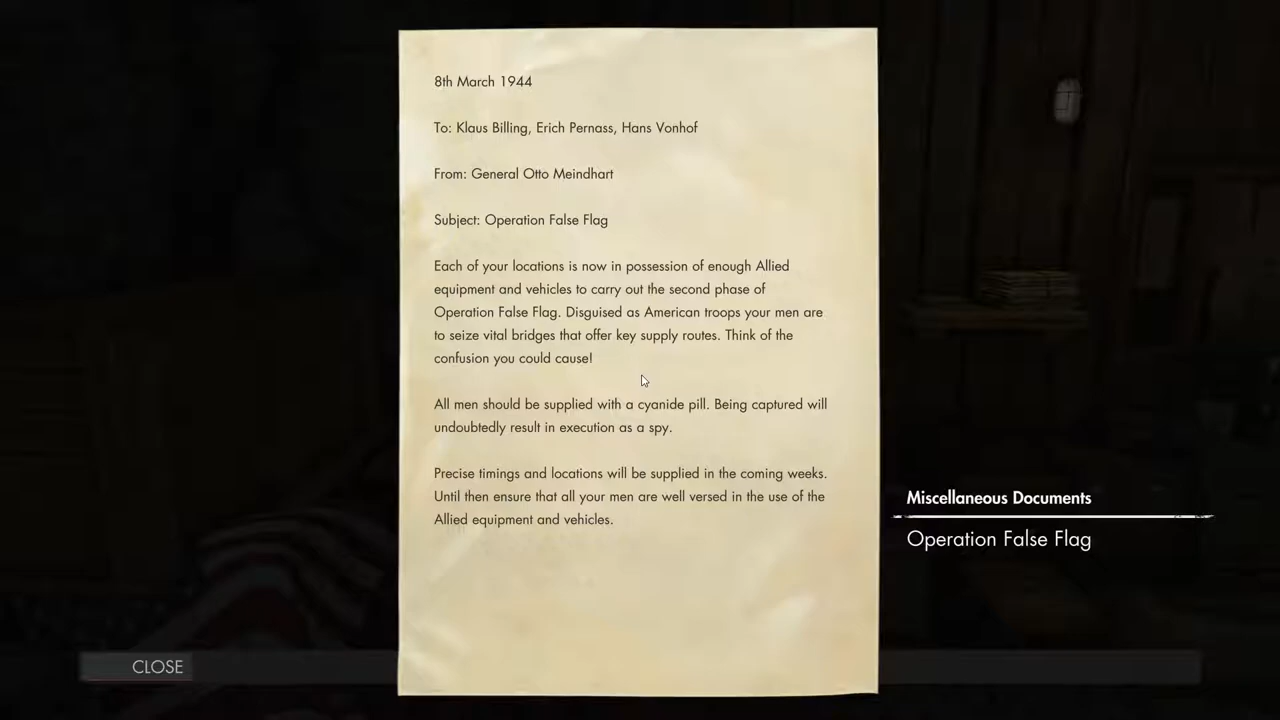 8th March 1944
To: Klaus Billing, Erich Pernass, Hans Vonhof
From: General Otto Meindhart
Subject: Operation False Flag
Each of your locations is now in possession of enough Allied
equipment and vehicles to carry out the second phase of
Operation False Flag. Disguised as American troops your men are
to seize vital bridges that offer key supply routes. Think of the
confusion you could cause!
All men should be supplied with a cyanide pill. Being captured will
undoubtedly result in execution as a spy.
Precise timings and locations will be supplied in the coming weeks.
Until then ensure that all your men are well versed in the use of the
Allied equipment and vehicles.
Miscellaneous Documents
Operation False Flag
CLOSE